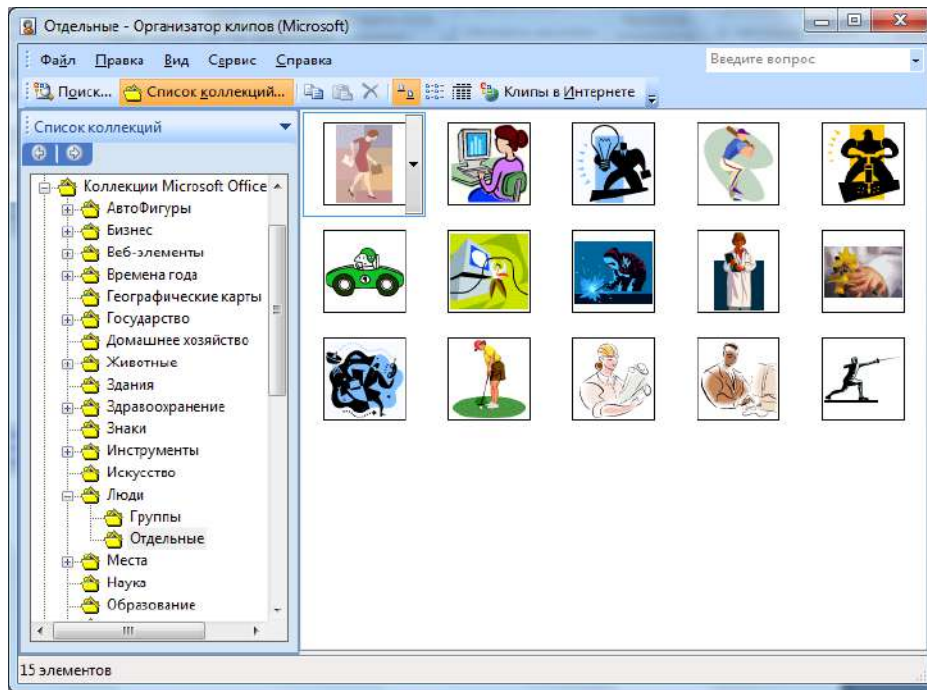 Отдельные - Организатор клипов (Microsoft)
Файл Правка Вид Сервис Справка
Введите вопрос
Поиск... Список коллекций... Клипы в Интернете
Список коллекций
Коллекции Microsoft Office
АвтоФигуры
Бизнес
Веб-элементы
Времена года
Географические карты
Государство
Домашнее хозяйство
Животные
Здания
Здравоохранение
Знаки
Инструменты
Искусство
Люди
Группы
Отдельные
Места
Наука
Образование
15 элементов